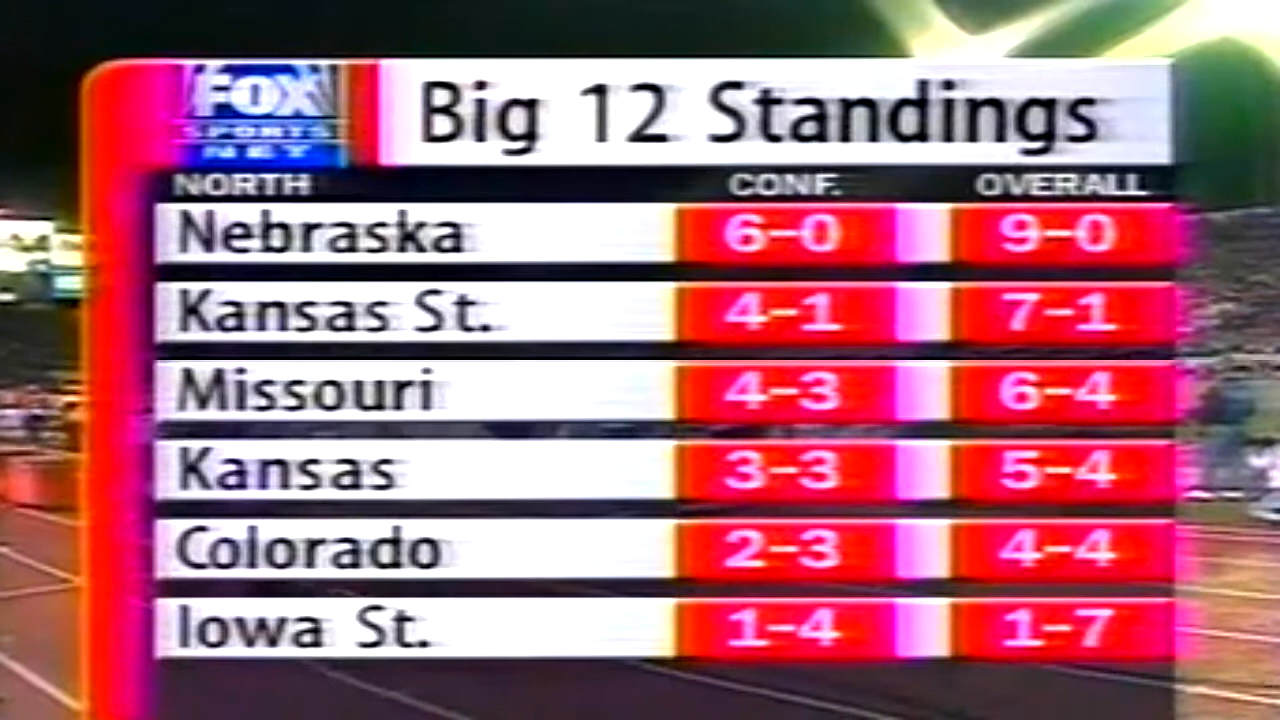 FOX
SPORTS
NET
Big 12 Standings
NORTH CONF. OVERALL
Nebraska 6-0 9-0
Kansas St. 4-1 7-1
Missouri 4-3 6-4
Kansas 3-3 5-4
Colorado 2-3 4-4
Iowa St. 1-4 1-7